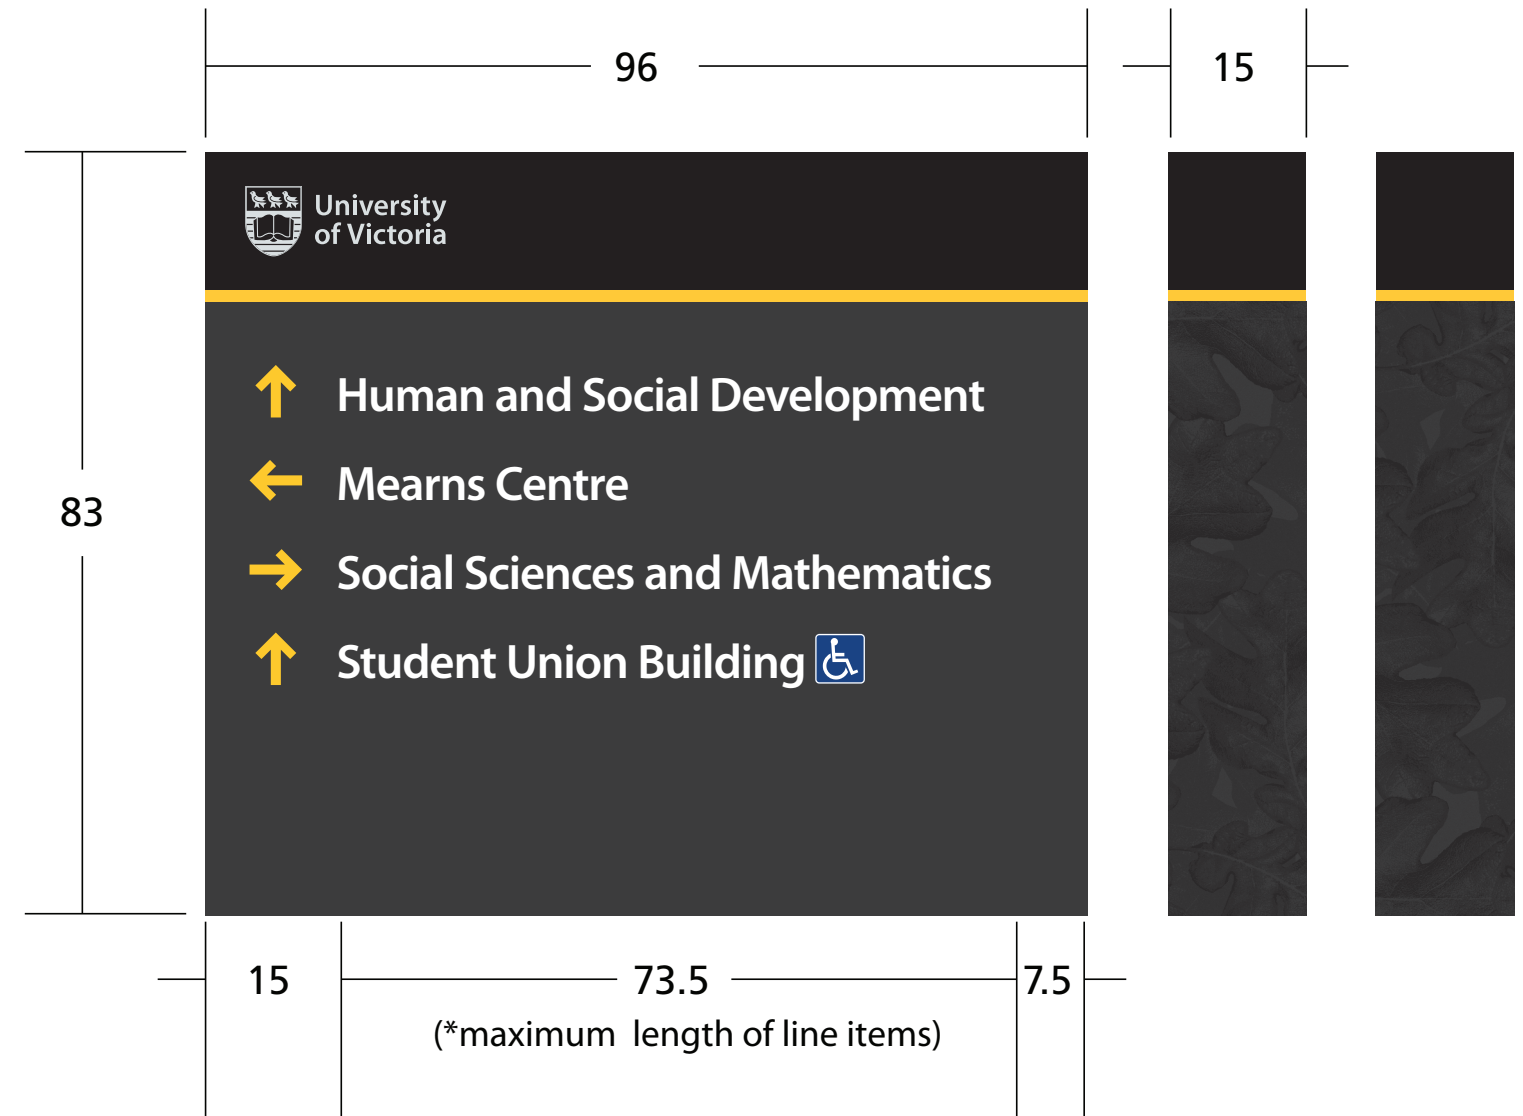 96
15
University
of Victoria
Human and Social Development
Mearns Centre
83
Social Sciences and Mathematics
Student Union Building
15
73.5
7.5
(*maximum length of line items)